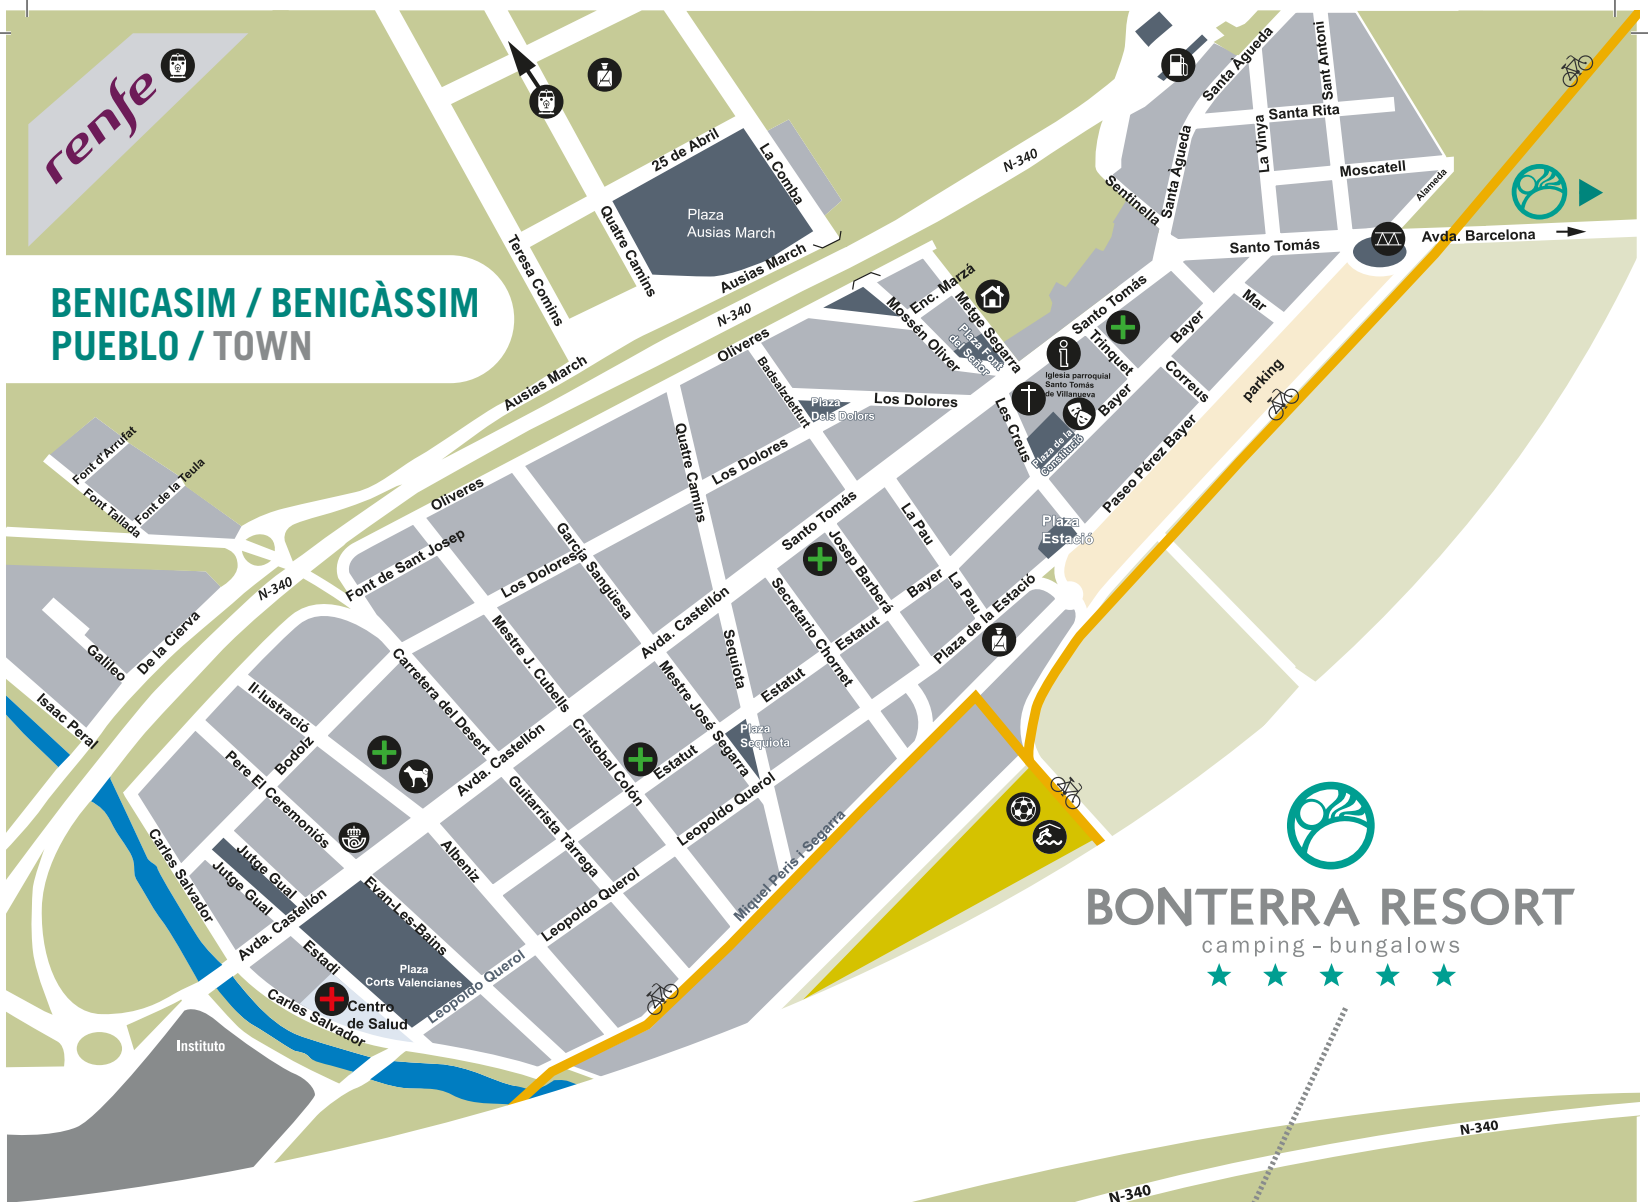 renfe
BENICASIM / BENICÀSSIM
PUEBLO / TOWN
25 de Abril
La Comba
Plaza
Ausias March
Quatre Camins
Teresa Comins
Ausias March
N-340
N-340
Ausias March
Santa Àgueda
Sant Antoni
Santa Rita
La Vinya
Santa Àgueda
Moscatell
Alameda
Sentinella
Santo Tomás
Avda. Barcelona
Enc. Marzá
Metge Segarra
Mossén Oliver
Plaza Font
del Señor
Santo Tomás
Trinquet
Bayer
Mar
Iglesia parroquial
Santo Tomás
de Villanueva
Bayer
Correus
parking
Oliveres
Badsalzdetfurt
Plaza
Dels Dolors
Los Dolores
Les Creus
Plaza de la
Constitució
Paseo Pérez Bayer
Quatre Camins
Los Dolores
Font d'Arrufat
Font de la Teula
Font Tallada
Oliveres
Santo Tomás
La Pau
Plaza
Estació
García Sangüesa
Font de Sant Josep
Los Dolores
Josep Barberá
Bayer
La Pau
Plaza de la Estació
N-340
De la Cierva
Galileo
Isaac Peral
Avda. Castellón
Secretario Chornet
Estatut
Sequiota
Mestre J. Cubells
Mestre José Segarra
Estatut
Carretera del Desert
Il·lustració
Bodolz
Pere El Ceremoniós
Avda. Castellón
Cristobal Colón
Estatut
Plaza
Sequiota
Leopoldo Querol
Guitarrista Tàrrega
Miquel Peris i Segarra
Carles Salvador
Jutge Gual
Jutge Gual
Albeniz
Avda. Castellón
Evan-Les-Bains
Leopoldo Querol
Estadi
Plaza
Corts Valencianes
Leopoldo Querol
Centro
de Salud
Carles Salvador
Instituto
BONTERRA RESORT
camping - bungalows
N-340
N-340